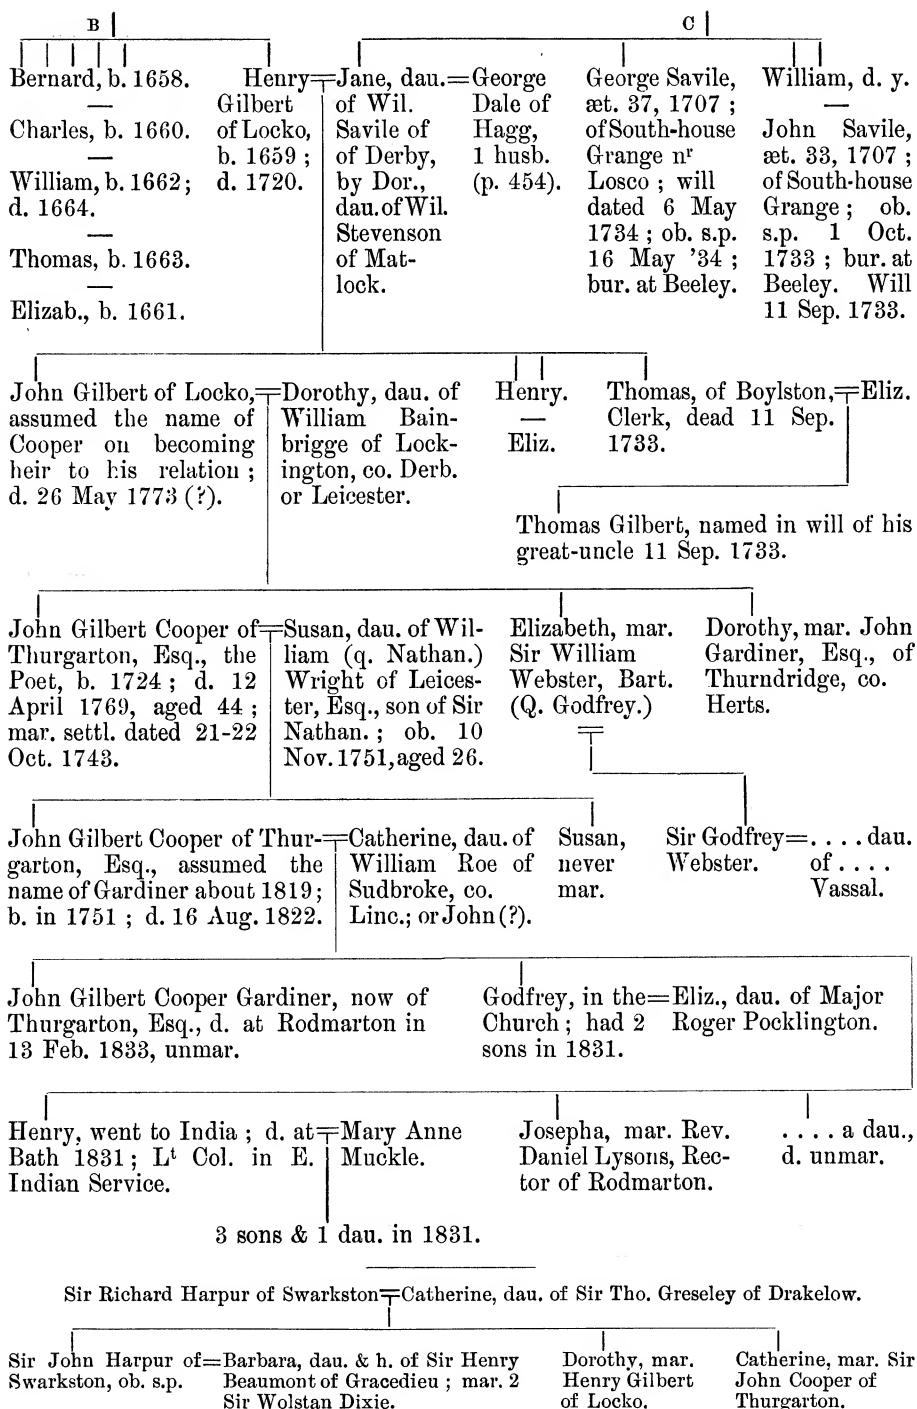 B
C
Bernard, b. 1658.
—
Charles, b. 1660.
—
William, b. 1662;
d. 1664.
—
Thomas, b. 1663.
—
Elizab., b. 1661.
Henry=
Gilbert
of Locko,
b. 1659;
d. 1720.
Jane, dau.=
of Wil.
Savile of
of Derby,
by Dor.,
dau. of Wil.
Stevenson
of Mat-
lock.
George
Dale of
Hagg,
1 husb.
(p. 454).
George Savile,
æt. 37, 1707;
of South-house
Grange nʳ
Losco; will
dated 6 May
1734; ob. s.p.
16 May '34;
bur. at Beeley.
William, d. y.
—
John Savile,
æt. 33, 1707;
of South-house
Grange; ob.
s.p. 1 Oct.
1733; bur. at
Beeley. Will
11 Sep. 1733.
John Gilbert of Locko,=
assumed the name of
Cooper on becoming
heir to his relation;
d. 26 May 1773 (?).
Dorothy, dau. of
William Bain-
brigge of Lock-
ington, co. Derb.
or Leicester.
Henry.
—
Eliz.
Thomas, of Boylston,=Eliz.
Clerk, dead 11 Sep.
1733.
Thomas Gilbert, named in will of his
great-uncle 11 Sep. 1733.
John Gilbert Cooper of=
Thurgarton, Esq., the
Poet, b. 1724; d. 12
April 1769, aged 44;
mar. settl. dated 21-22
Oct. 1743.
Susan, dau. of Wil-
liam (q. Nathan.)
Wright of Leices-
ter, Esq., son of Sir
Nathan.; ob. 10
Nov. 1751, aged 26.
Elizabeth, mar.
Sir William
Webster, Bart.
(Q. Godfrey.)
=
Dorothy, mar. John
Gardiner, Esq., of
Thurndridge, co.
Herts.
John Gilbert Cooper of Thur-=
garton, Esq., assumed the
name of Gardiner about 1819;
b. in 1751; d. 16 Aug. 1822.
Catherine, dau. of
William Roe of
Sudbroke, co.
Linc.; or John (?).
Susan,
never
mar.
Sir Godfrey=
Webster.
. . . . dau.
of . . . .
Vassal.
John Gilbert Cooper Gardiner, now of
Thurgarton, Esq., d. at Rodmarton in
13 Feb. 1833, unmar.
Godfrey, in the=
Church; had 2
sons in 1831.
Eliz., dau. of Major
Roger Pocklington.
Henry, went to India; d. at=
Bath 1831; Lᵗ Col. in E.
Indian Service.
Mary Anne
Muckle.
Josepha, mar. Rev.
Daniel Lysons, Rec-
tor of Rodmarton.
. . . . a dau.,
d. unmar.
3 sons & 1 dau. in 1831.
Sir Richard Harpur of Swarkston=Catherine, dau. of Sir Tho. Greseley of Drakelow.
Sir John Harpur of=
Swarkston, ob. s.p.
Barbara, dau. & h. of Sir Henry
Beaumont of Gracedieu; mar. 2
Sir Wolstan Dixie.
Dorothy, mar.
Henry Gilbert
of Locko.
Catherine, mar. Sir
John Cooper of
Thurgarton.